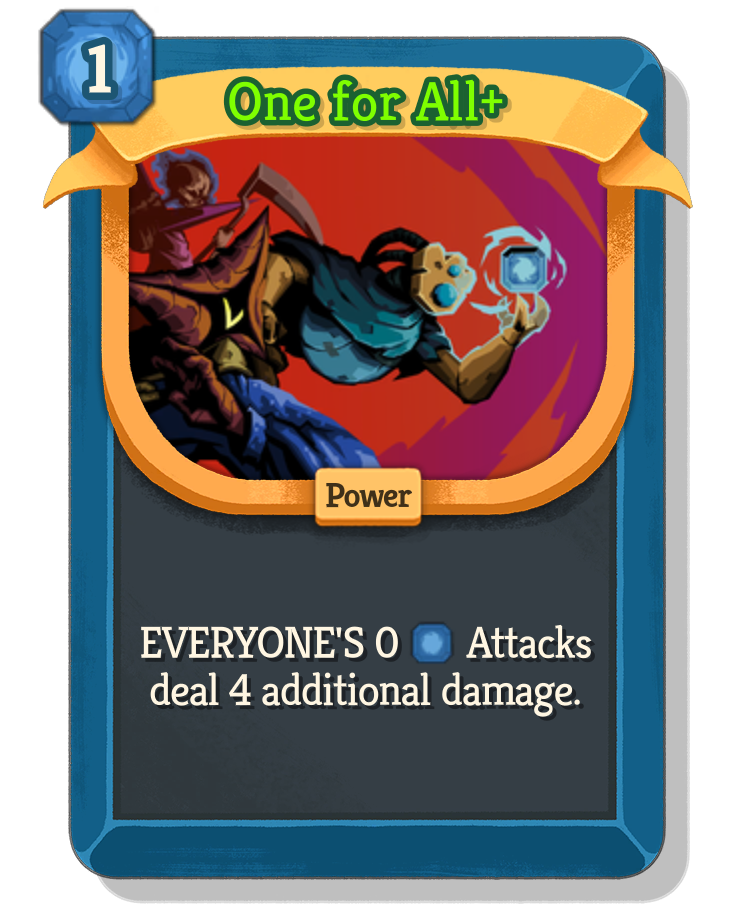 1
One for All+
Power
EVERYONE'S 0 Attacks
deal 4 additional damage.